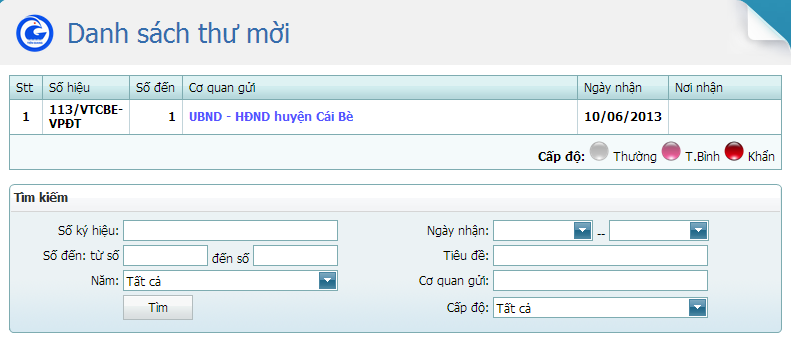 Danh sách thư mời
Stt Số hiệu Số đến Cơ quan gửi Ngày nhận Nơi nhận
1 113/VTCBE-VPĐT 1 UBND - HĐND huyện Cái Bè 10/06/2013
Cấp độ: Thường T.Bình Khẩn
Tìm kiếm
Số ký hiệu: Ngày nhận: --
Số đến: từ số đến số Tiêu đề:
Năm: Tất cả Cơ quan gửi:
Tìm Cấp độ: Tất cả